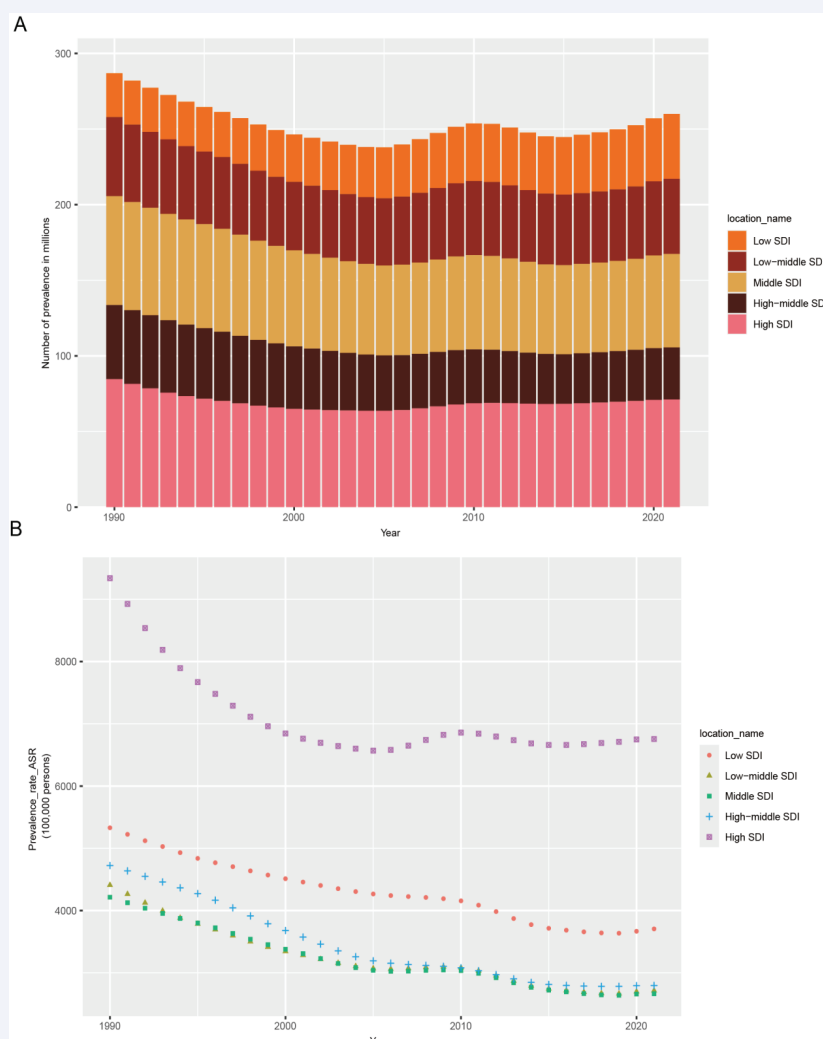 A
300
200
100
0
Number of prevalence in millions
1990
2000
2010
2020
Year
location_name
Low SDI
Low-middle SD
Middle SDI
High-middle SD
High SDI
B
8000
6000
4000
Prevalence_rate_ASR
(100,000 persons)
1990
2000
2010
2020
location_name
Low SDI
Low-middle SDI
Middle SDI
High-middle SDI
High SDI